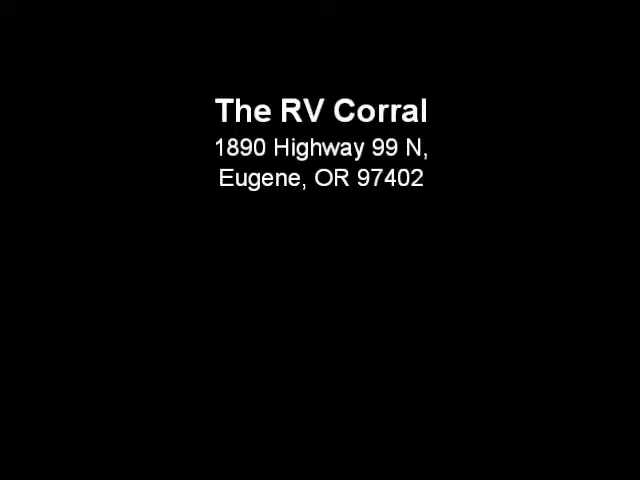 The RV Corral
1890 Highway 99 N,
Eugene, OR 97402